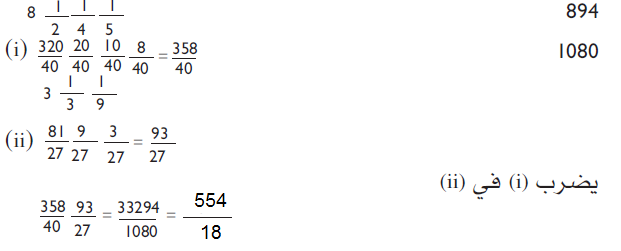 8 1/2 1/4 1/5 894
(i) 320/40 20/40 10/40 8/40 = 358/40 1080
3 1/3 1/9
(ii) 81/27 9/27 3/27 = 93/27
يضرب (i) في (ii)
358/40 93/27 = 33294/1080 = 554/18